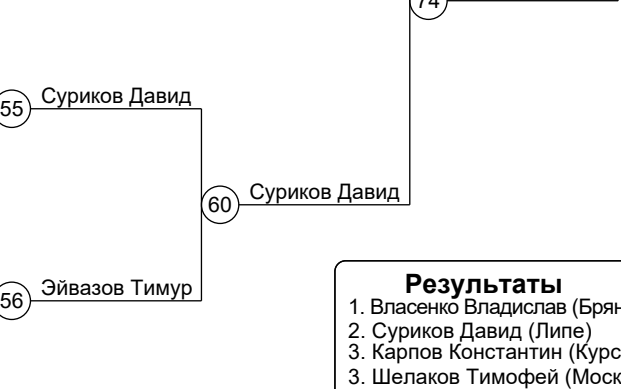 74
Суриков Давид
55
Суриков Давид
60
Эйвазов Тимур
56
Результаты
1. Власенко Владислав (Брян
2. Суриков Давид (Липе)
3. Карпов Константин (Курс
3. Шелаков Тимофей (Моск